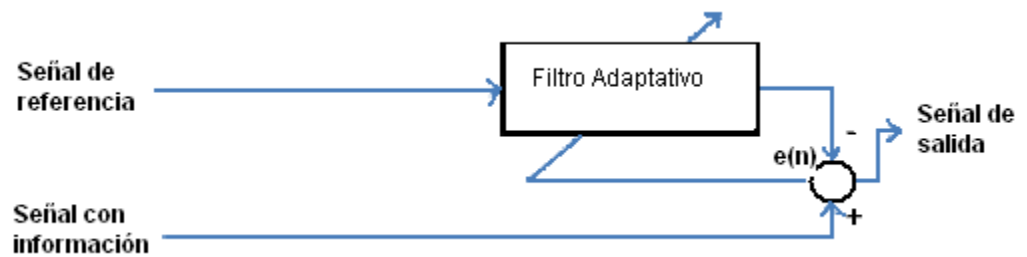 Señal de
referencia
Filtro Adaptativo
-
Señal de
salida
e(n)
+
Señal con
información